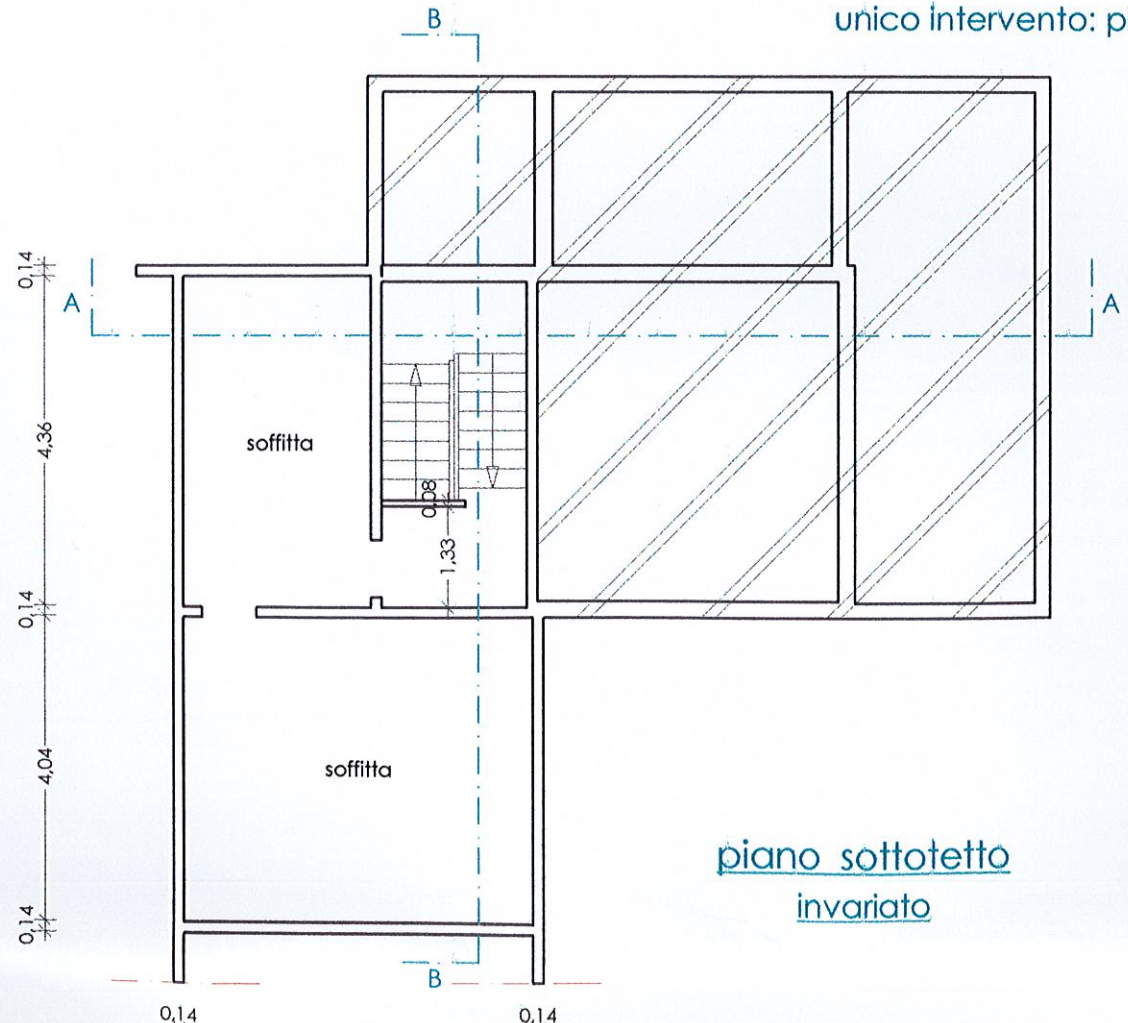 B
unico intervento: p
0,14
A
A
4,36
soffitta
0,08
1,33
0,14
4,04
soffitta
piano sottotetto
invariato
0,14
B
0,14
0,14